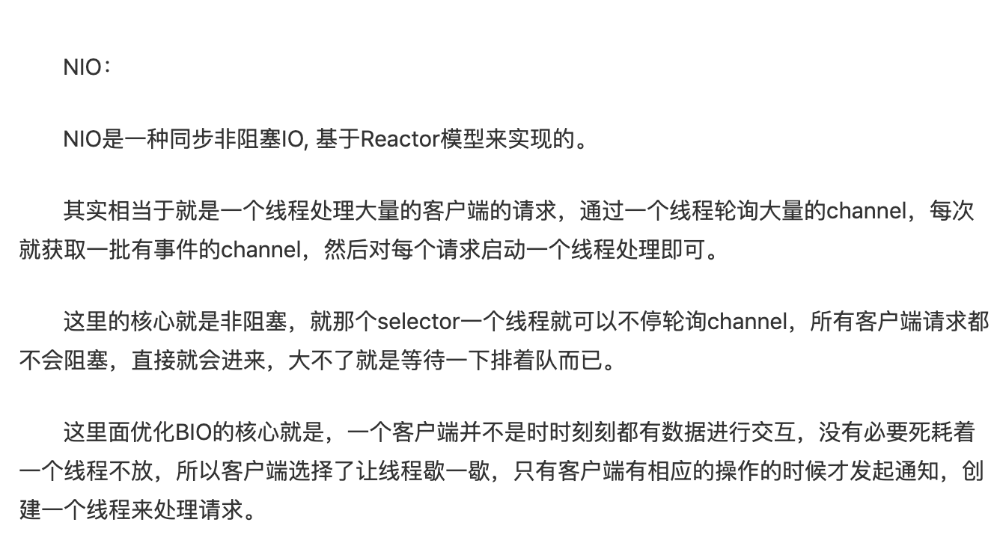 NIO：
NIO是一种同步非阻塞IO, 基于Reactor模型来实现的。
其实相当于就是一个线程处理大量的客户端的请求，通过一个线程轮询大量的channel，每次
就获取一批有事件的channel，然后对每个请求启动一个线程处理即可。
这里的核心就是非阻塞，就那个selector一个线程就可以不停轮询channel，所有客户端请求都
不会阻塞，直接就会进来，大不了就是等待一下排着队而已。
这里面优化BIO的核心就是，一个客户端并不是时时刻刻都有数据进行交互，没有必要死耗着
一个线程不放，所以客户端选择了让线程歇一歇，只有客户端有相应的操作的时候才发起通知，创
建一个线程来处理请求。